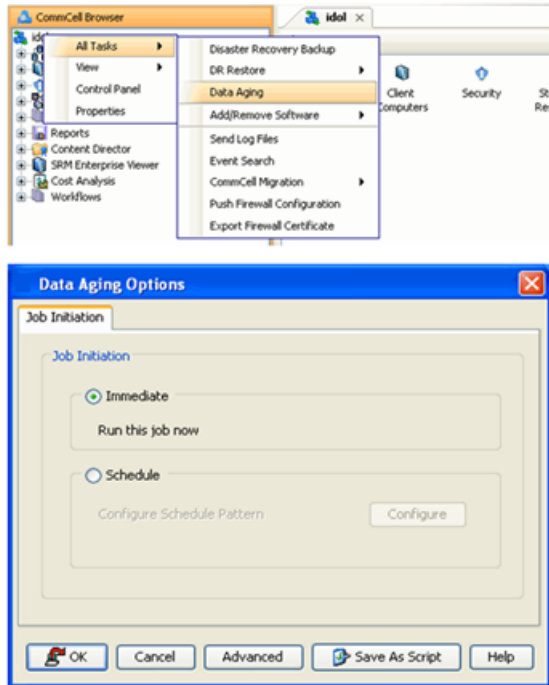 CommCell Browser
idol
All Tasks
View
Control Panel
Properties
Reports
Content Director
SRM Enterprise Viewer
Cost Analysis
Workflows
Disaster Recovery Backup
DR Restore
Data Aging
Add/Remove Software
Send Log Files
Event Search
CommCell Migration
Push Firewall Configuration
Export Firewall Certificate
Client
Computers
Security
Data Aging Options
Job Initiation
Job Initiation
Immediate
Run this job now
Schedule
Configure Schedule Pattern
Configure
OK
Cancel
Advanced
Save As Script
Help